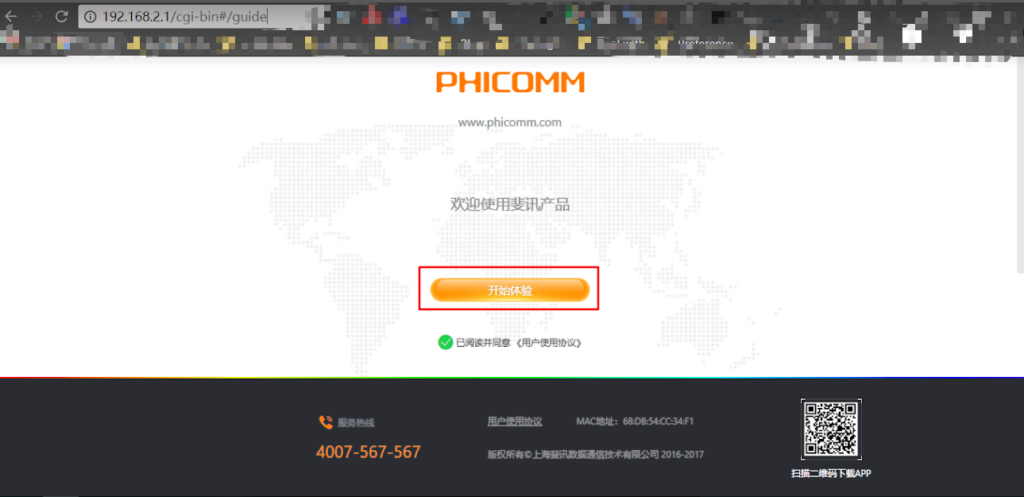 192.168.2.1/cgi-bin#/guide
Preference
PHICOMM
www.phicomm.com
欢迎使用斐讯产品
开始体验
已阅读并同意 《用户使用协议》
服务热线
4007-567-567
用户使用协议 MAC地址: 68:DB:54:CC:34:F1
版权所有©上海斐讯数据通信技术有限公司 2016-2017
扫描二维码下载APP